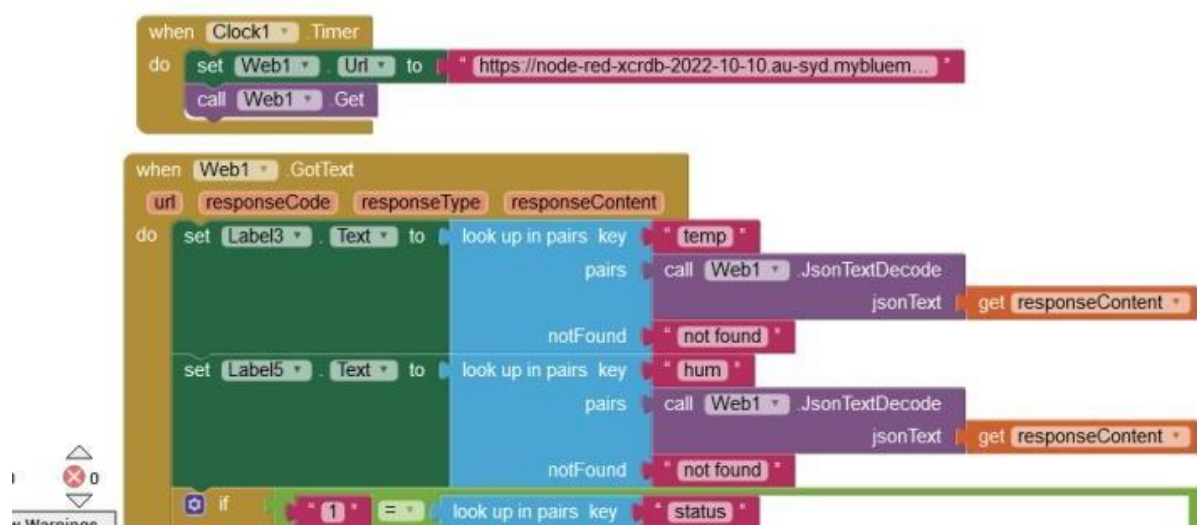 when Clock1 .Timer
do set Web1 . Url to " https://node-red-xcrdb-2022-10-10.au-syd.mybluem... "
call Web1 .Get
when Web1 .GotText
url responseCode responseType responseContent
do set Label3 . Text to look up in pairs key " temp "
pairs call Web1 .JsonTextDecode
jsonText get responseContent
notFound " not found "
set Label5 . Text to look up in pairs key " hum "
pairs call Web1 .JsonTextDecode
jsonText get responseContent
notFound " not found "
0
if " 1 " = look up in pairs key " status "
Warnings